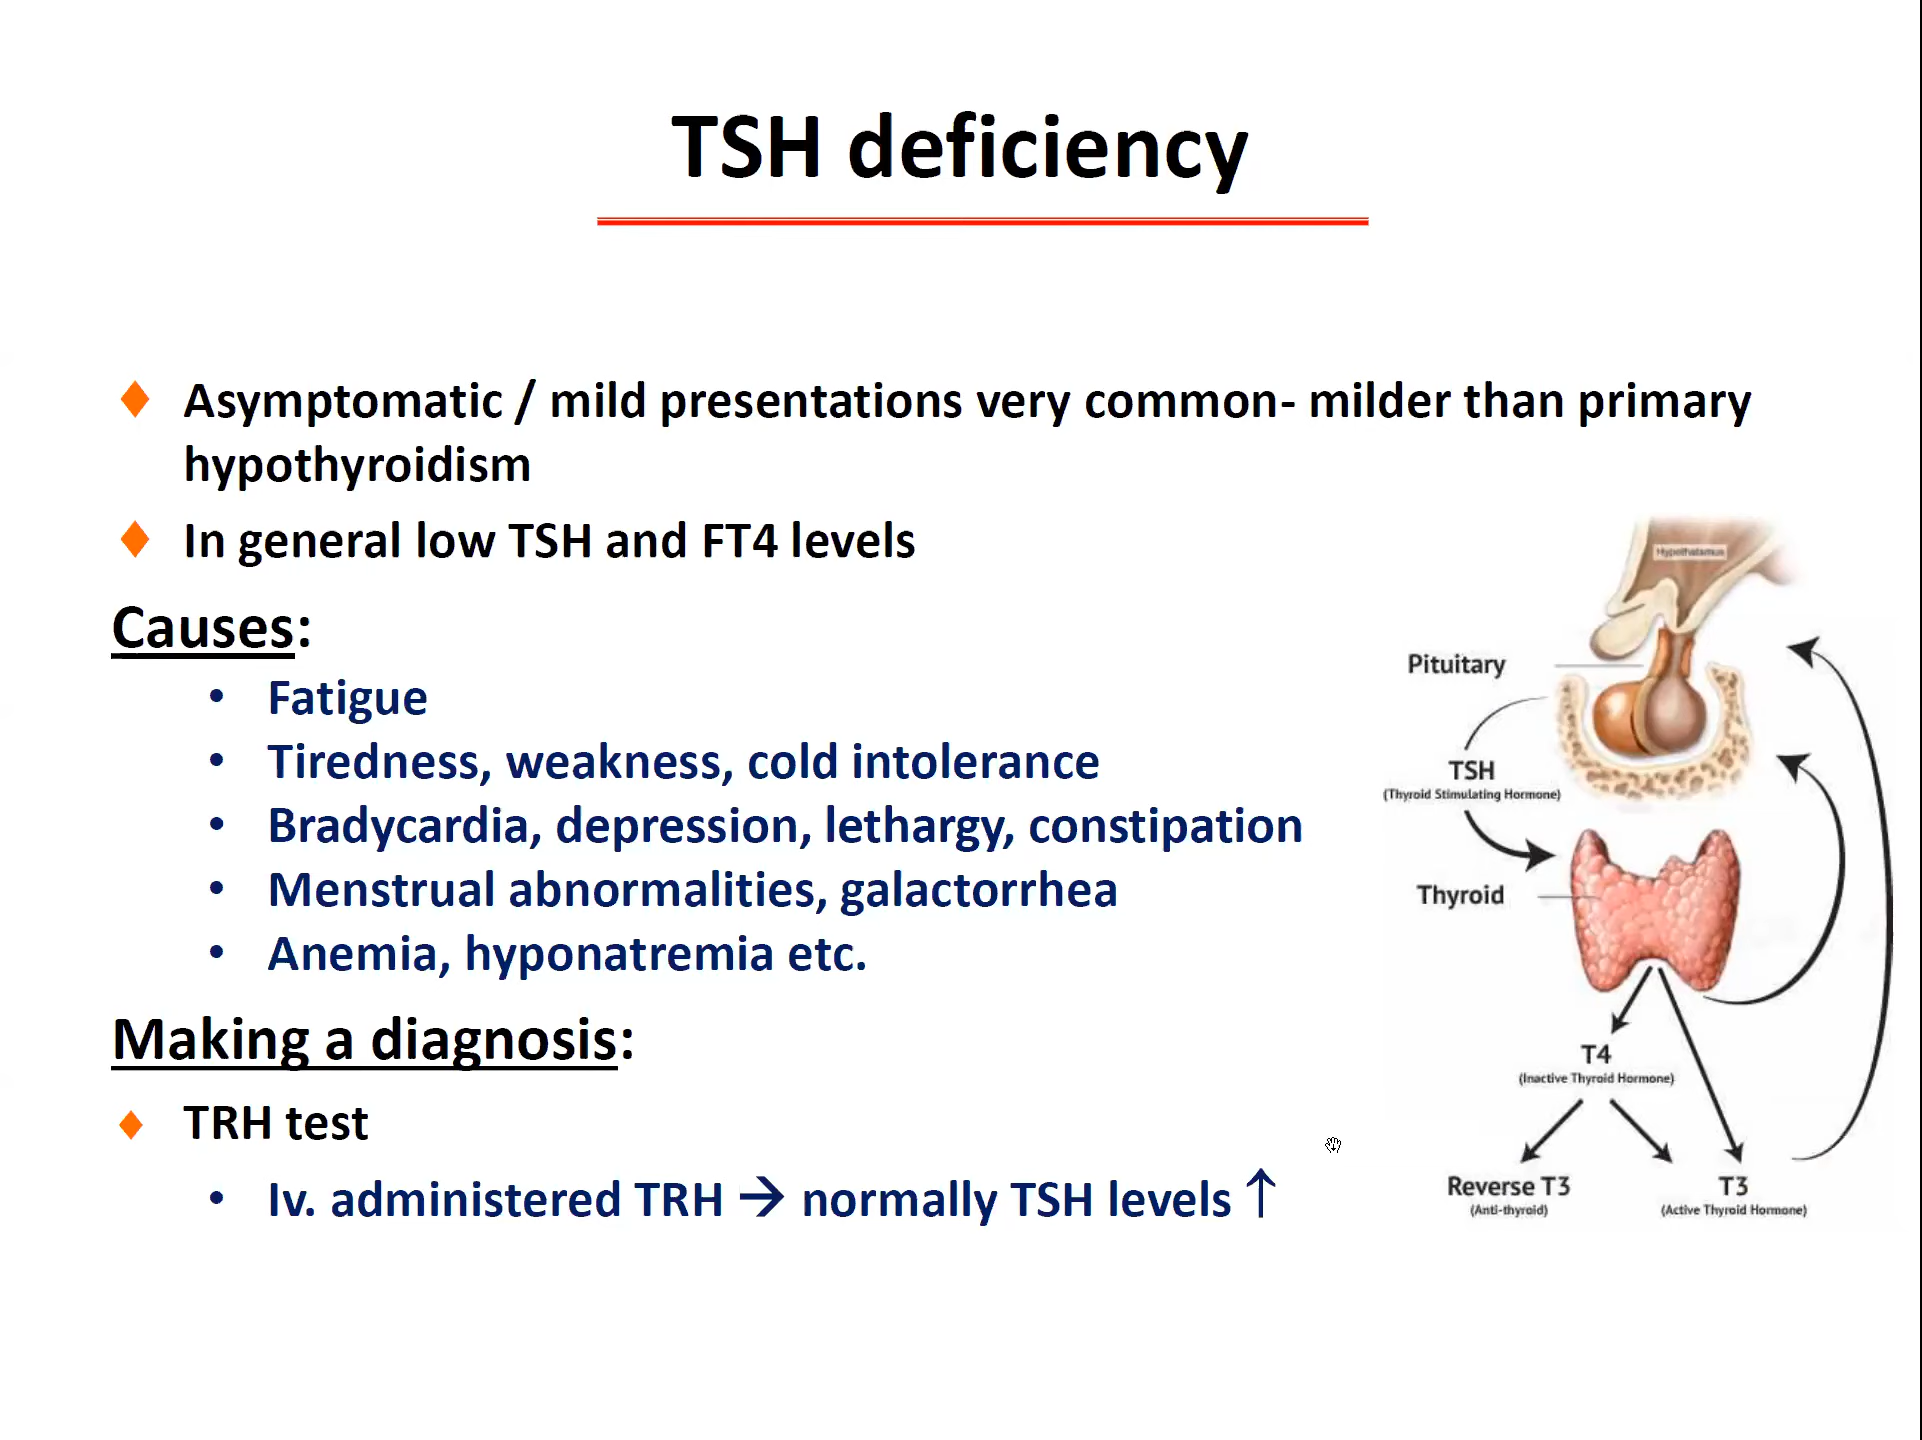 TSH deficiency
♦ Asymptomatic / mild presentations very common- milder than primary
hypothyroidism
♦ In general low TSH and FT4 levels
Causes:
• Fatigue
• Tiredness, weakness, cold intolerance
• Bradycardia, depression, lethargy, constipation
• Menstrual abnormalities, galactorrhea
• Anemia, hyponatremia etc.
Making a diagnosis:
♦ TRH test
• Iv. administered TRH → normally TSH levels ↑
Hypothalamus
Pituitary
TSH
(Thyroid Stimulating Hormone)
Thyroid
T4
(Inactive Thyroid Hormone)
Reverse T3
(Anti-thyroid)
T3
(Active Thyroid Hormone)